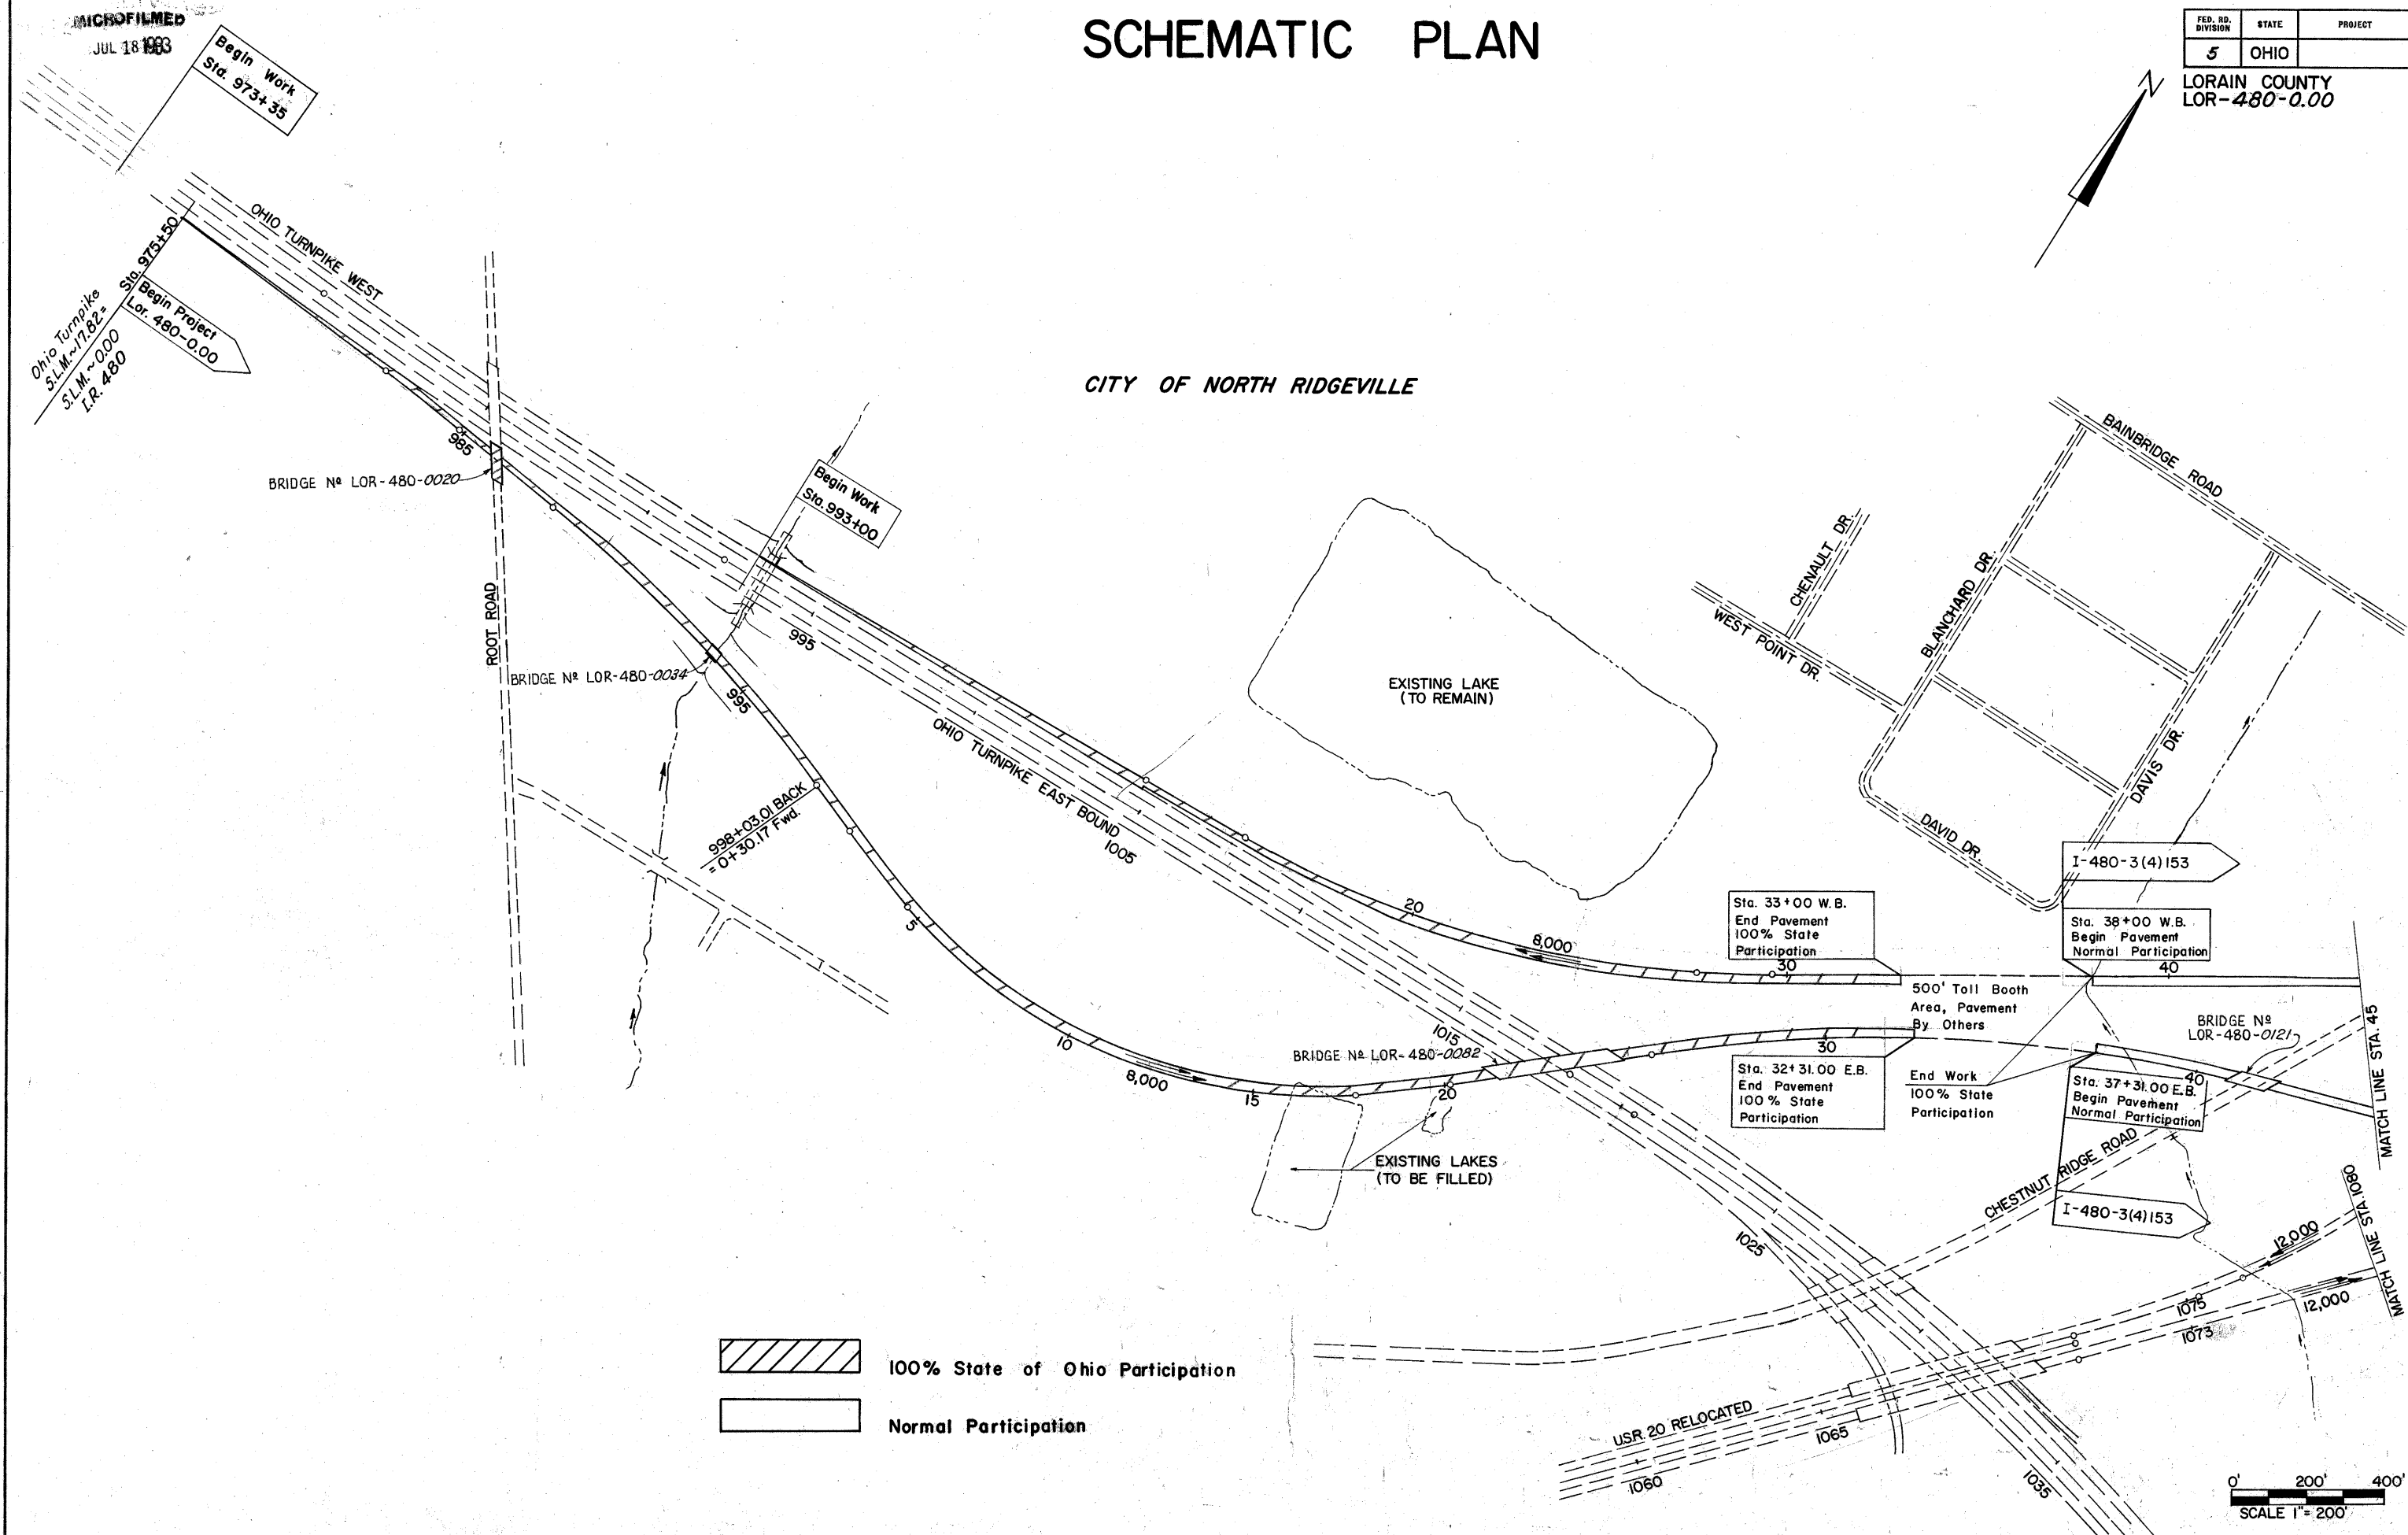 MICROFILMED
JUL 18 1983
SCHEMATIC PLAN
FED. RD. DIVISION
STATE
PROJECT
5
OHIO
LORAIN COUNTY
LOR-480-0.00
N
Begin Work
Sta. 973+35
OHIO TURNPIKE WEST
Sta. 975+50
Begin Project
Lor. 480-0.00
Ohio Turnpike
S.L.M.~17.82=
S.L.M.~0.00
I.R. 480
CITY OF NORTH RIDGEVILLE
985
BRIDGE Nº LOR-480-0020
Begin Work
Sta. 993+00
ROOT ROAD
995
BRIDGE Nº LOR-480-0034
995
998+03.01 BACK
= 0+30.17 Fwd.
OHIO TURNPIKE EAST BOUND
1005
EXISTING LAKE
(TO REMAIN)
BAINBRIDGE ROAD
CHENAULT DR.
WEST POINT DR.
BLANCHARD DR.
DAVIS DR.
DAVID DR.
I-480-3(4)153
Sta. 33+00 W.B.
End Pavement
100% State
Participation
Sta. 38+00 W.B.
Begin Pavement
Normal Participation
20
8,000
30
40
500' Toll Booth
Area, Pavement
By Others
BRIDGE Nº
LOR-480-0121
MATCH LINE STA. 45
5
10
8,000
15
20
1015
BRIDGE Nº LOR-480-0082
30
Sta. 32+31.00 E.B.
End Pavement
100% State
Participation
End Work
100% State
Participation
40
Sta. 37+31.00 E.B.
Begin Pavement
Normal Participation
EXISTING LAKES
(TO BE FILLED)
CHESTNUT RIDGE ROAD
I-480-3(4)153
MATCH LINE STA. 1080
1025
12,000
1075
12,000
1073
100% State of Ohio Participation
Normal Participation
U.S.R. 20 RELOCATED
1065
1060
1035
0' 200' 400'
SCALE 1"=200'